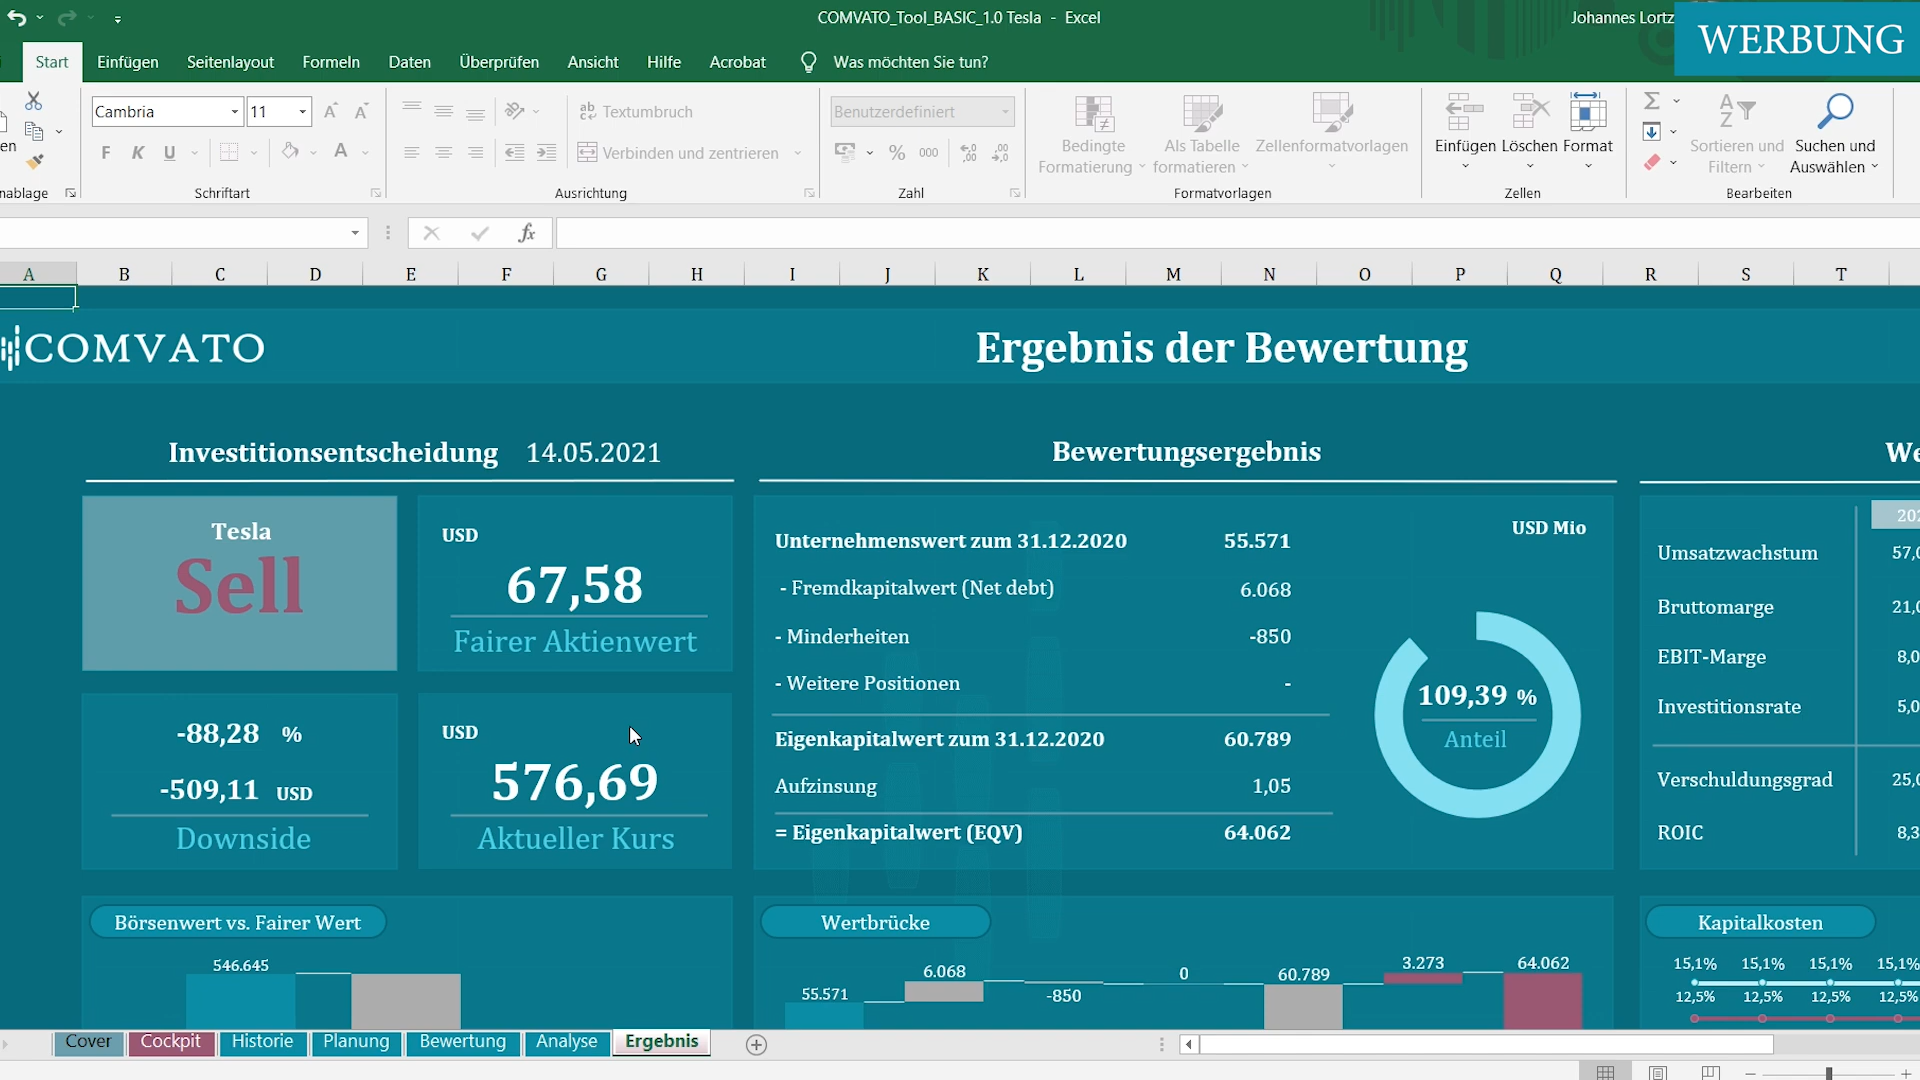 COMVATO_Tool_BASIC_1.0 Tesla - Excel
Johannes Lortz
WERBUNG
Start Einfügen Seitenlayout Formeln Daten Überprüfen Ansicht Hilfe Acrobat Was möchten Sie tun?
Cambria 11
Textumbruch
Benutzerdefiniert
F K U
Verbinden und zentrieren
% 000
Bedingte Formatierung
Als Tabelle formatieren
Zellenformatvorlagen
Einfügen Löschen Format
Sortieren und Filtern
Suchen und Auswählen
Schriftart Ausrichtung Zahl Formatvorlagen Zellen Bearbeiten
fx
A B C D E F G H I J K L M N O P Q R S T
COMVATO
Ergebnis der Bewertung
Investitionsentscheidung 14.05.2021
Tesla
Sell
USD
67,58
Fairer Aktienwert
-88,28 %
-509,11 USD
Downside
USD
576,69
Aktueller Kurs
Bewertungsergebnis
USD Mio
Unternehmenswert zum 31.12.2020 55.571
- Fremdkapitalwert (Net debt) 6.068
- Minderheiten -850
- Weitere Positionen -
Eigenkapitalwert zum 31.12.2020 60.789
Aufzinsung 1,05
= Eigenkapitalwert (EQV) 64.062
109,39 %
Anteil
Umsatzwachstum
Bruttomarge
EBIT-Marge
Investitionsrate
Verschuldungsgrad
ROIC
Börsenwert vs. Fairer Wert
546.645
Wertbrücke
55.571
6.068
-850
0
60.789
3.273
64.062
Kapitalkosten
15,1% 15,1% 15,1% 15,1%
12,5% 12,5% 12,5% 12,5%
Cover Cockpit Historie Planung Bewertung Analyse Ergebnis